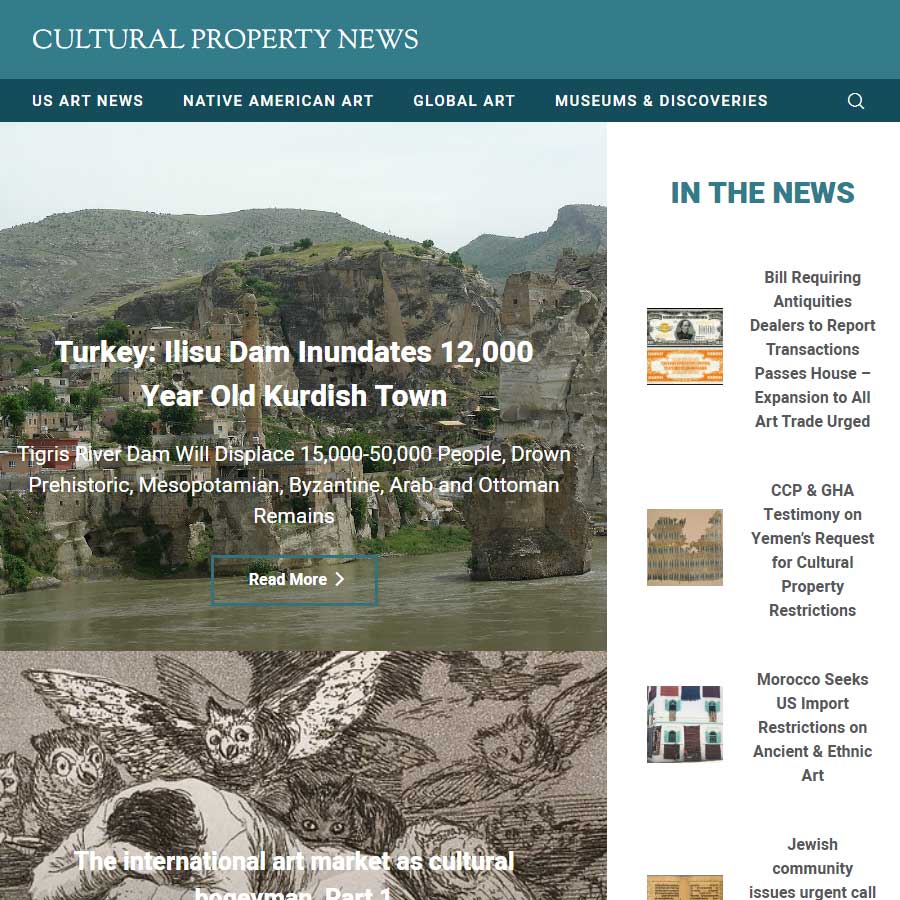 CULTURAL PROPERTY NEWS
US ART NEWS NATIVE AMERICAN ART GLOBAL ART MUSEUMS & DISCOVERIES
Turkey: Ilisu Dam Inundates 12,000
Year Old Kurdish Town
Tigris River Dam Will Displace 15,000-50,000 People, Drown
Prehistoric, Mesopotamian, Byzantine, Arab and Ottoman
Remains
Read More
The international art market as cultural
bogeyman, Part 1
IN THE NEWS
Bill Requiring
Antiquities
Dealers to Report
Transactions
Passes House –
Expansion to All
Art Trade Urged
CCP & GHA
Testimony on
Yemen's Request
for Cultural
Property
Restrictions
Morocco Seeks
US Import
Restrictions on
Ancient & Ethnic
Art
Jewish
community
issues urgent call